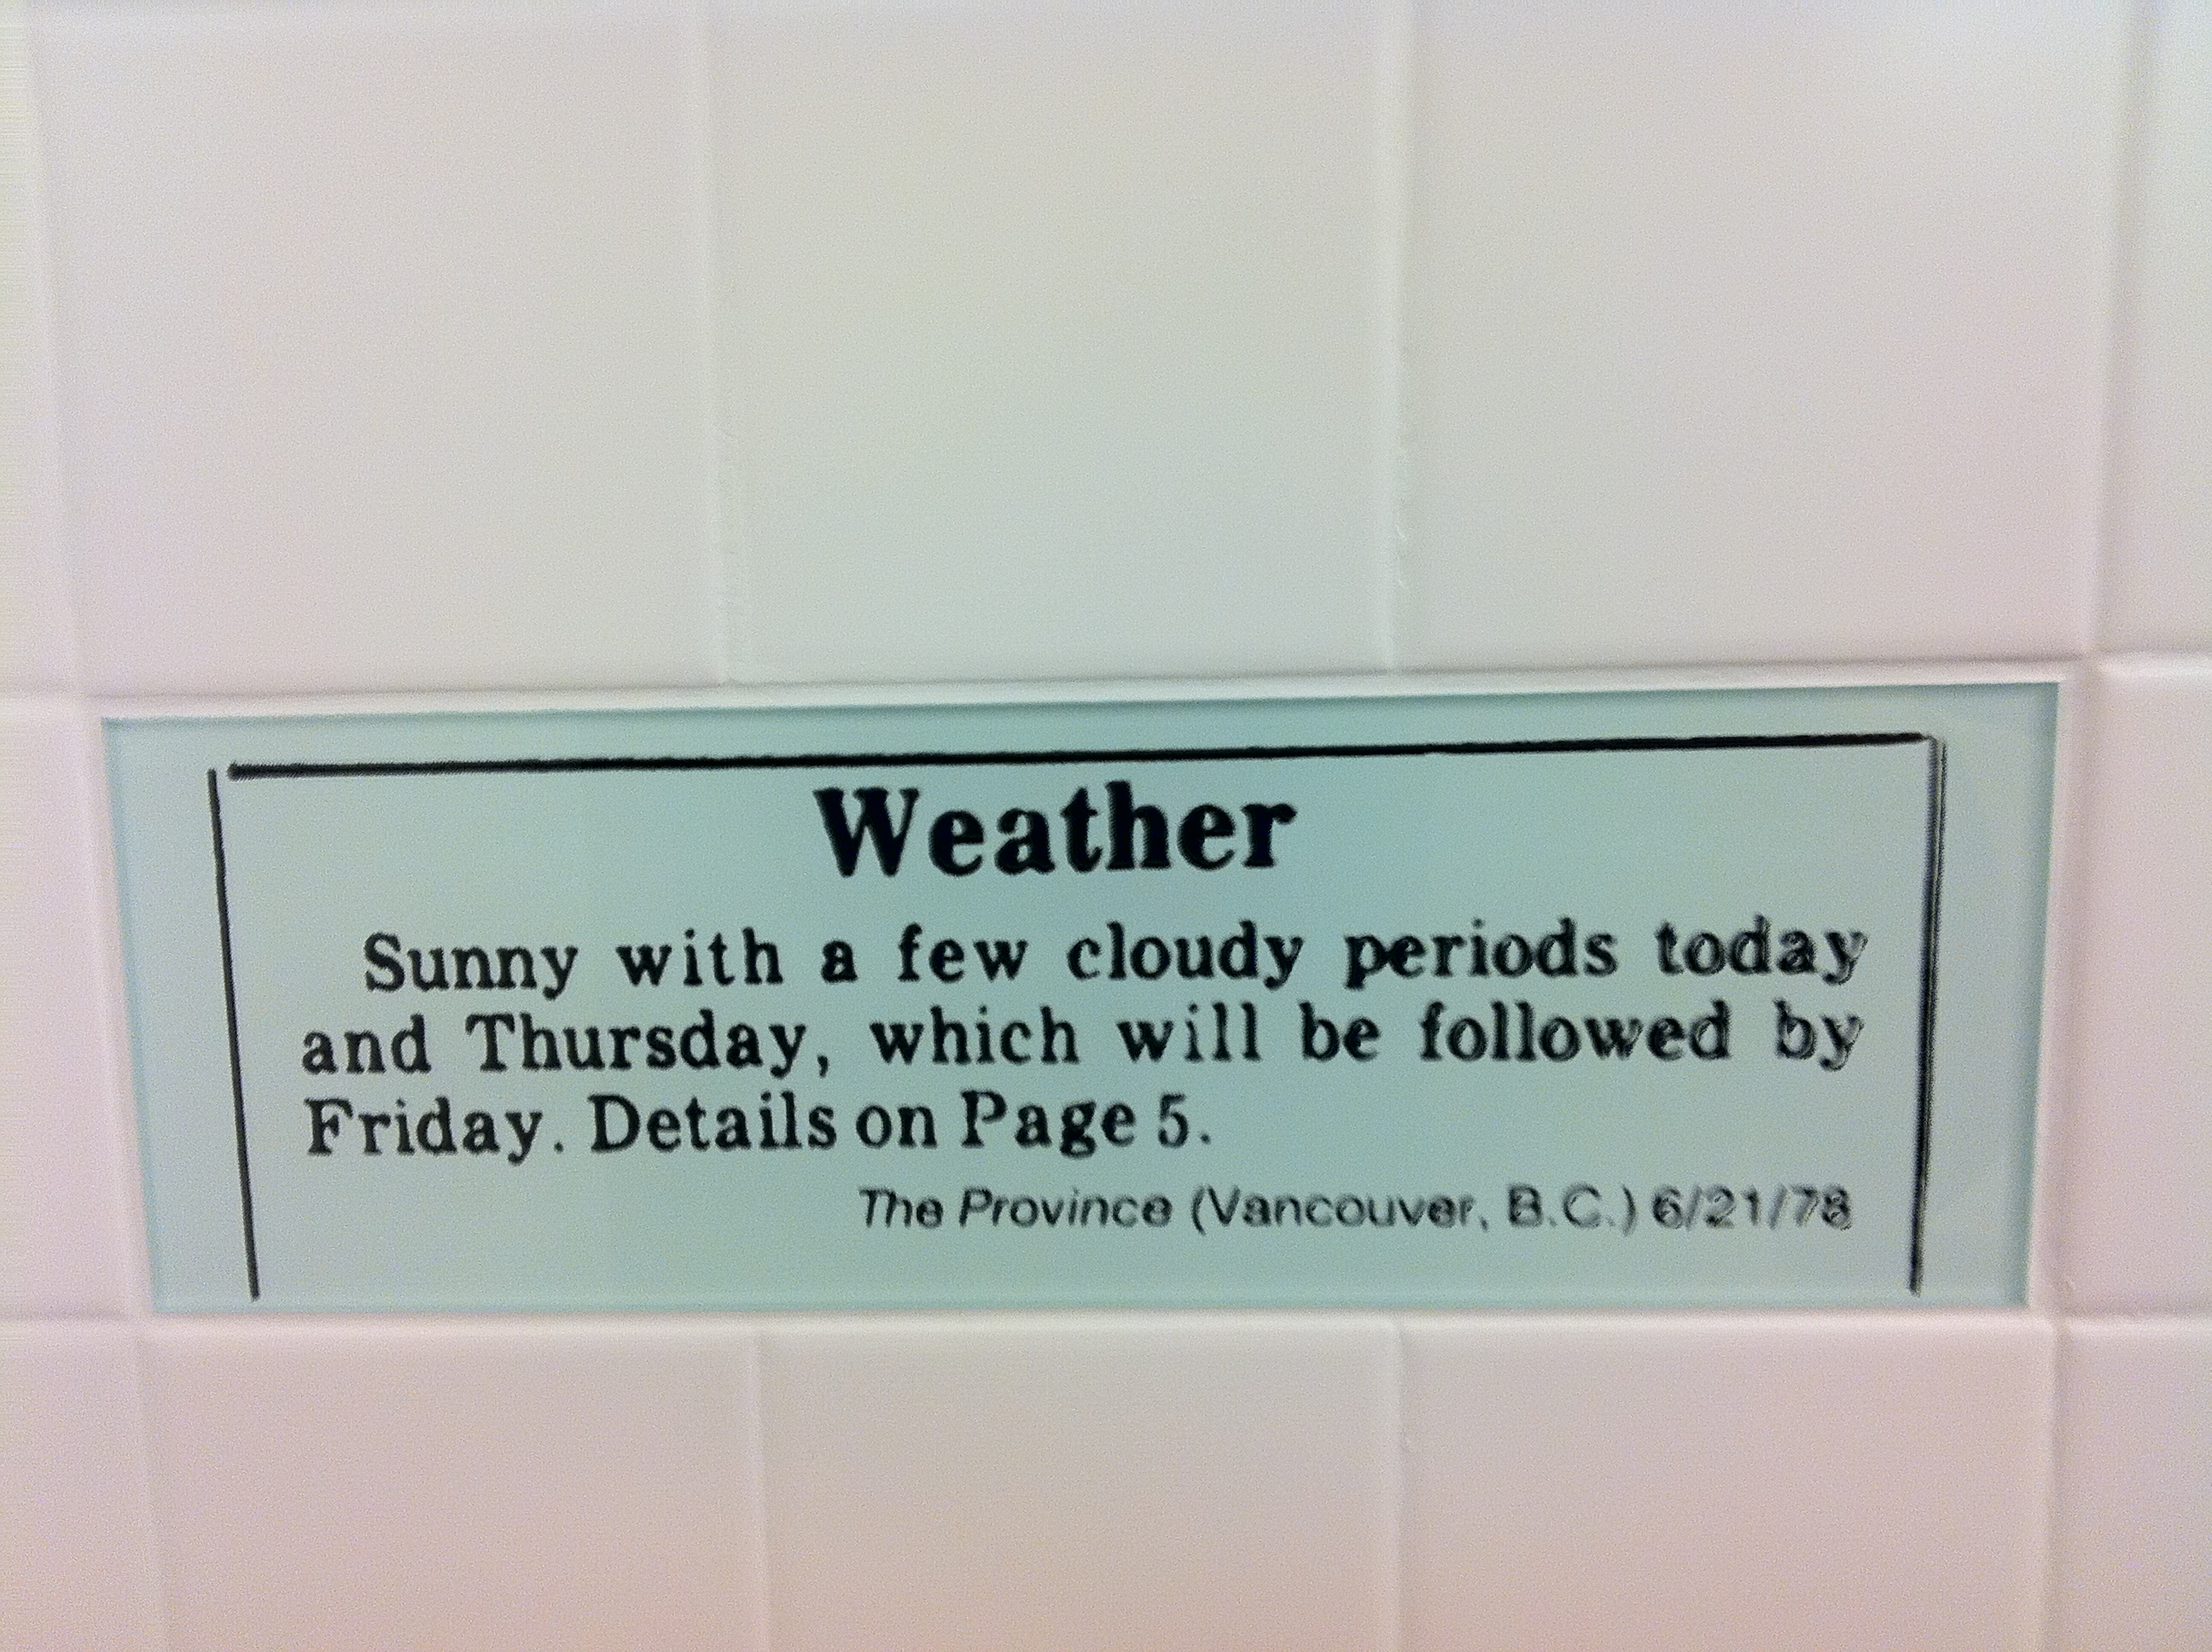 Weather
Sunny with a few cloudy periods today
and Thursday, which will be followed by
Friday. Details on Page 5.
The Province (Vancouver, B.C.) 6/21/78